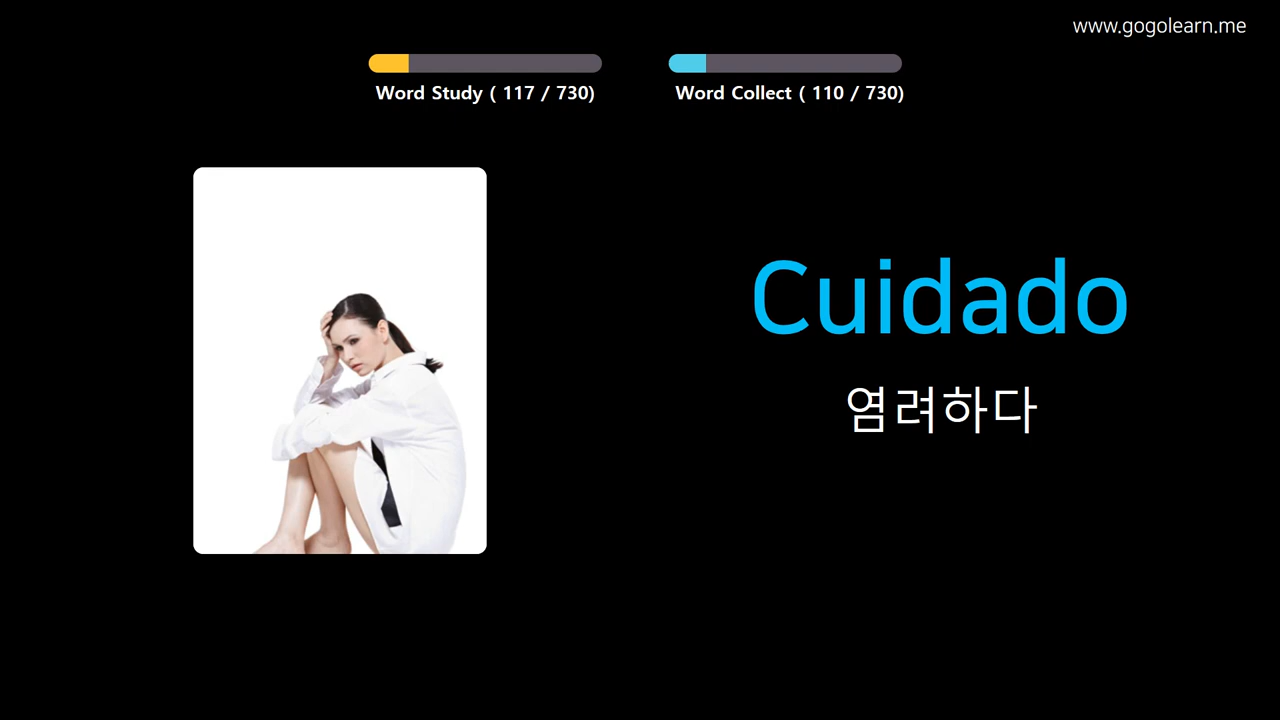 www.gogolearn.me
Word Study ( 117 / 730)
Word Collect ( 110 / 730)
Cuidado
염려하다